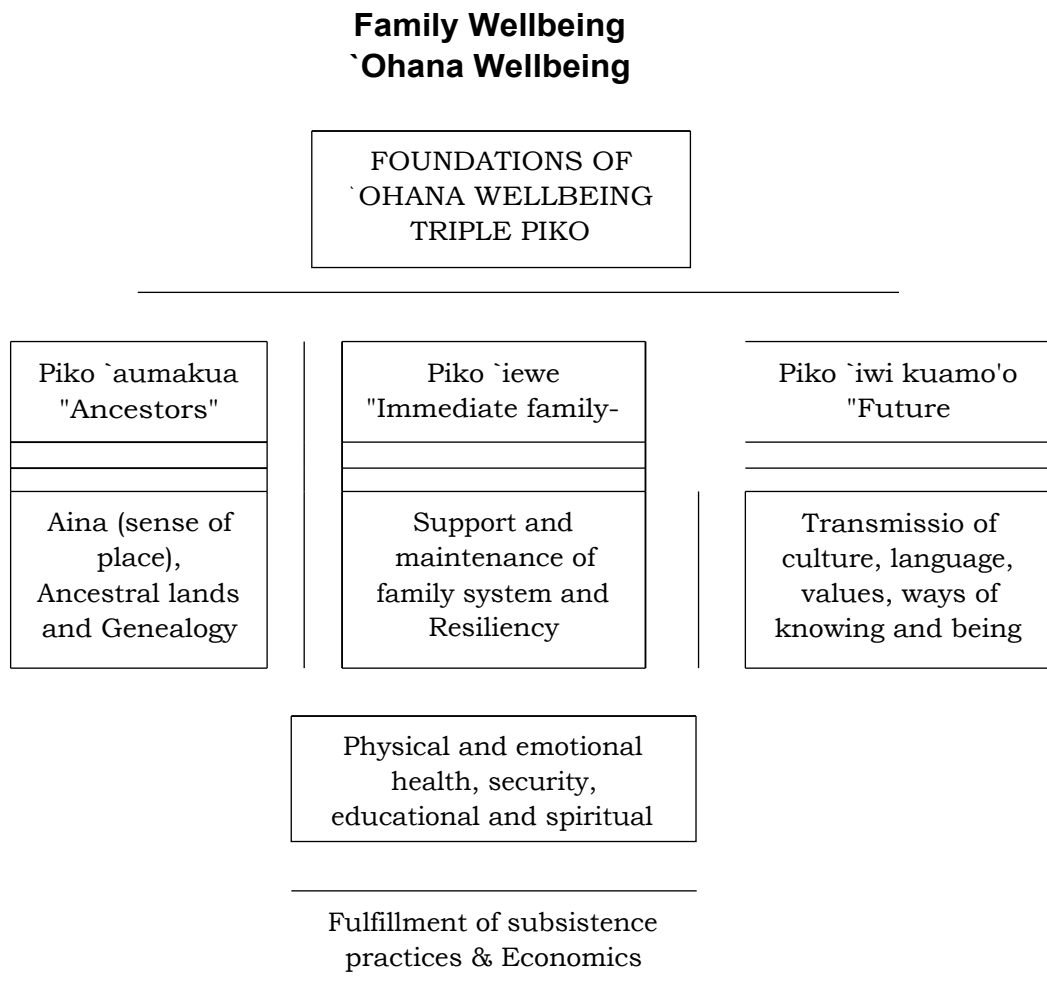 Family Wellbeing
`Ohana Wellbeing
FOUNDATIONS OF
`OHANA WELLBEING
TRIPLE PIKO
Piko `aumakua
"Ancestors"
Piko `iewe
"Immediate family-
Piko `iwi kuamo'o
"Future
Aina (sense of
place),
Ancestral lands
and Genealogy
Support and
maintenance of
family system and
Resiliency
Transmissio of
culture, language,
values, ways of
knowing and being
Physical and emotional
health, security,
educational and spiritual
Fulfillment of subsistence
practices & Economics